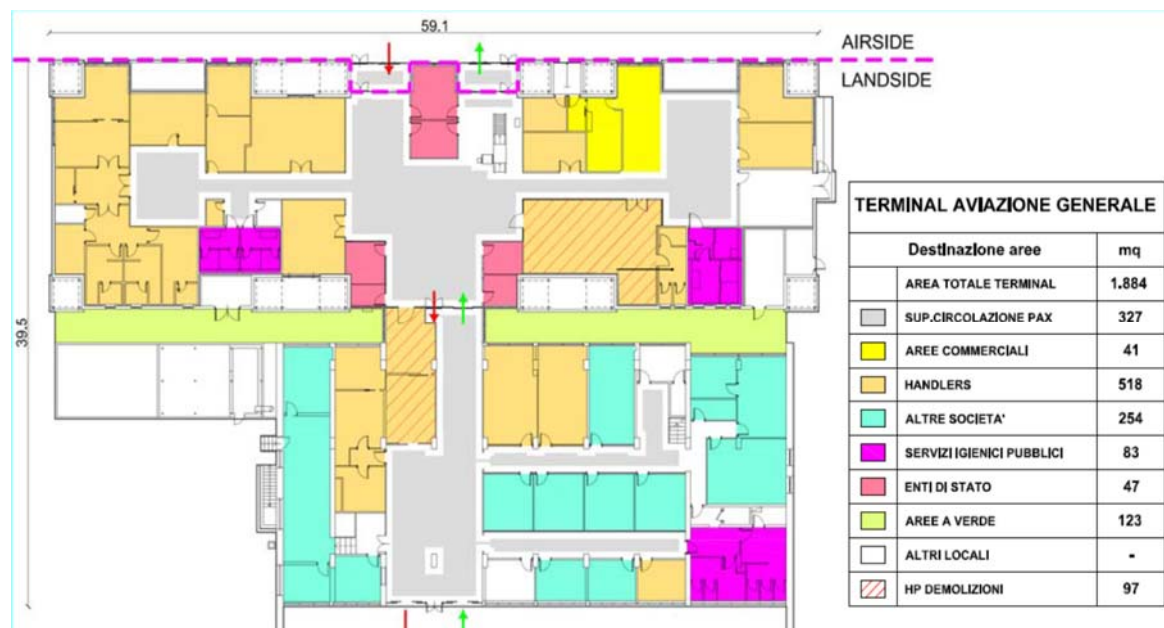 59.1
AIRSIDE
LANDSIDE
39.5
TERMINAL AVIAZIONE GENERALE
Destinazione aree mq
AREA TOTALE TERMINAL 1.884
SUP.CIRCOLAZIONE PAX 327
AREE COMMERCIALI 41
HANDLERS 518
ALTRE SOCIETA' 254
SERVIZI IGIENICI PUBBLICI 83
ENTI DI STATO 47
AREE A VERDE 123
ALTRI LOCALI -
HP DEMOLIZIONI 97